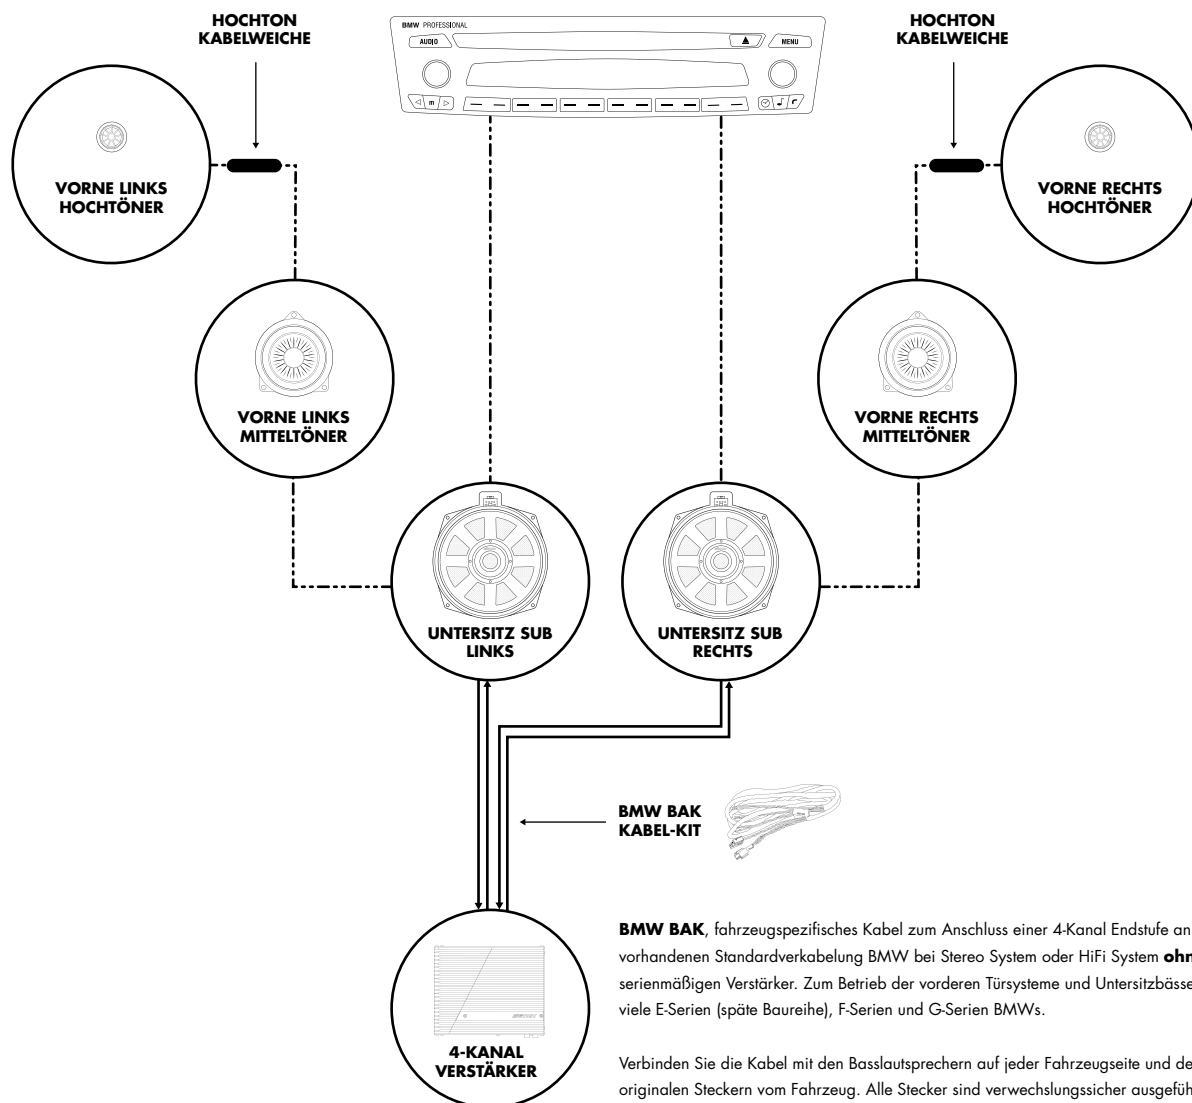 HOCHTON
KABELWEICHE
BMW PROFESSIONAL
AUDIO
MENU
HOCHTON
KABELWEICHE
VORNE LINKS
HOCHTÖNER
VORNE RECHTS
HOCHTÖNER
VORNE LINKS
MITTELTÖNER
VORNE RECHTS
MITTELTÖNER
UNTERSITZ SUB
LINKS
UNTERSITZ SUB
RECHTS
BMW BAK
KABEL-KIT
4-KANAL
VERSTÄRKER
BMW BAK, fahrzeugspezifisches Kabel zum Anschluss einer 4-Kanal Endstufe an
vorhandenen Standardverkabelung BMW bei Stereo System oder HiFi System ohn
serienmäßigen Verstärker. Zum Betrieb der vorderen Türsysteme und Untersitzbässe
viele E-Serien (späte Baureihe), F-Serien und G-Serien BMWs.
Verbinden Sie die Kabel mit den Basslautsprechern auf jeder Fahrzeugseite und de
originalen Steckern vom Fahrzeug. Alle Stecker sind verwechslungssicher ausgefüh